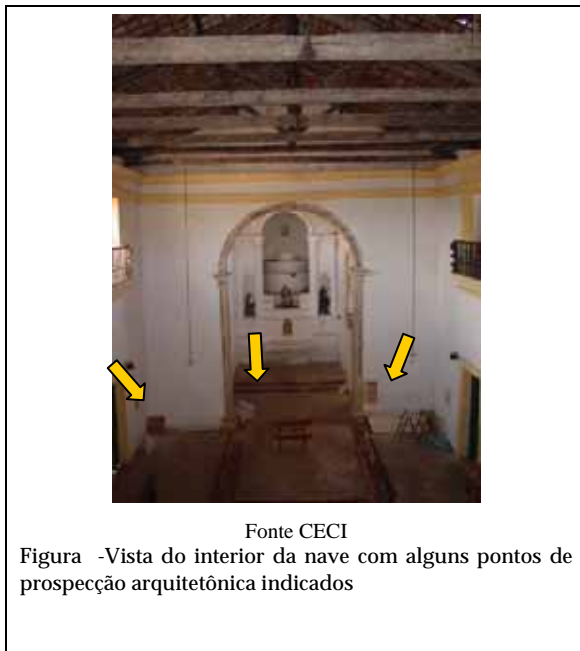 Fonte CECI
Figura -Vista do interior da nave com alguns pontos de
prospecção arquitetônica indicados